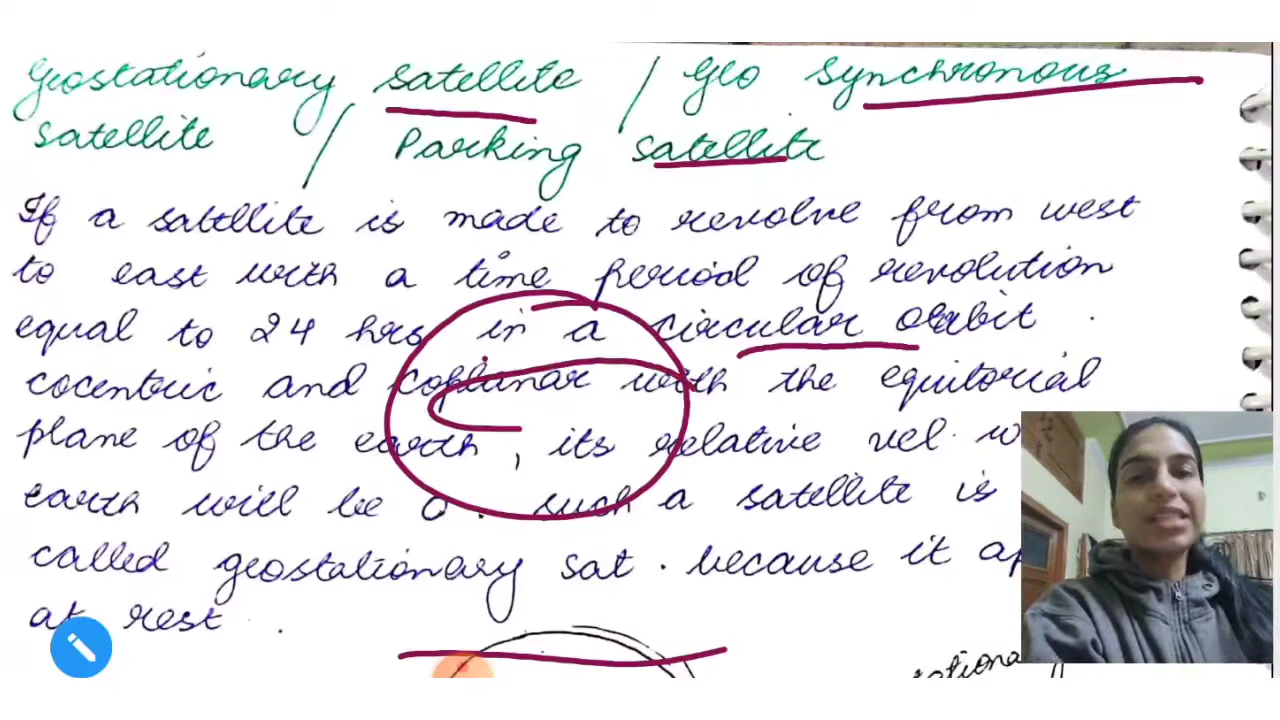 Geostationary satellite / Geo synchronous
satellite / Parking satellite
If a satellite is made to revolve from west
to east with a time period of revolution
equal to 24 hrs in a circular orbit
cocentric and coplanar with the equitorial
plane of the earth, its relative vel. w
earth will be 0. such a satellite is
called geostationary sat. because it ap
at rest.
ationa